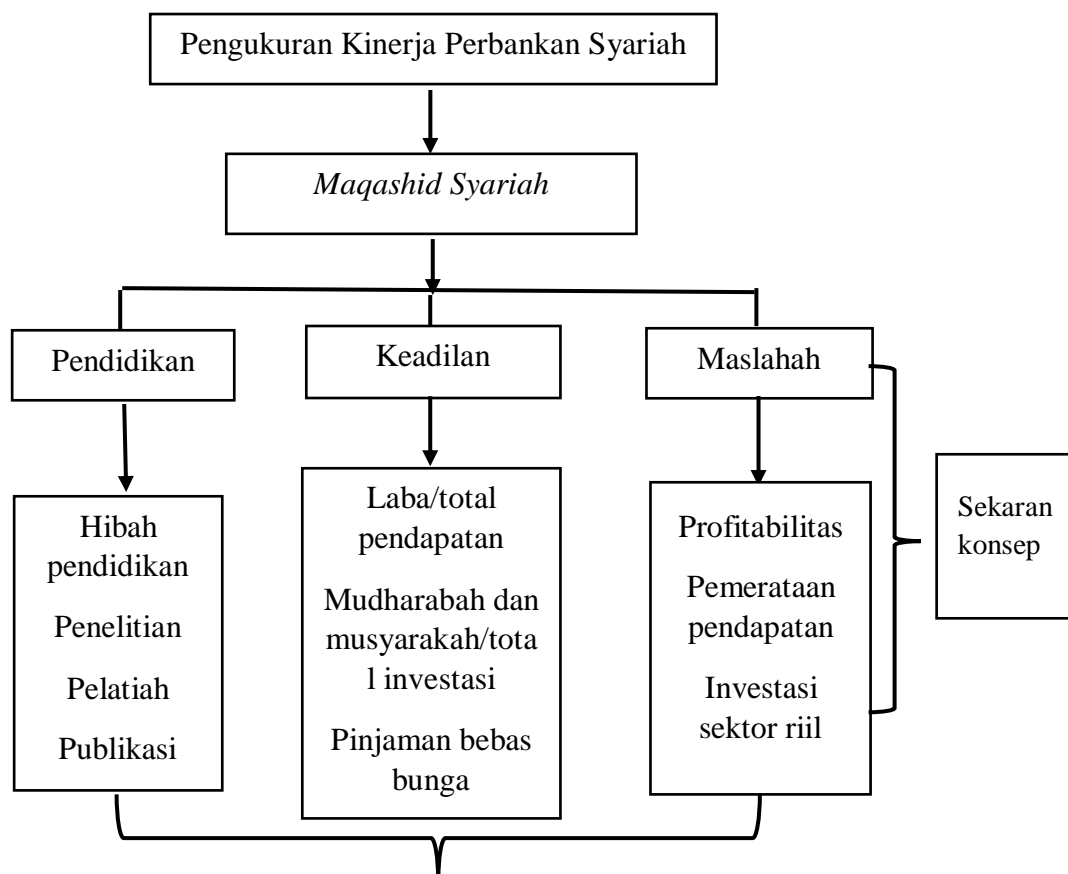 Pengukuran Kinerja Perbankan Syariah
Maqashid Syariah
Pendidikan
Keadilan
Maslahah
Hibah
pendidikan
Penelitian
Pelatiah
Publikasi
Laba/total
pendapatan
Mudharabah dan
musyarakah/tota
l investasi
Pinjaman bebas
bunga
Profitabilitas
Pemerataan
pendapatan
Investasi
sektor riil
Sekaran
konsep